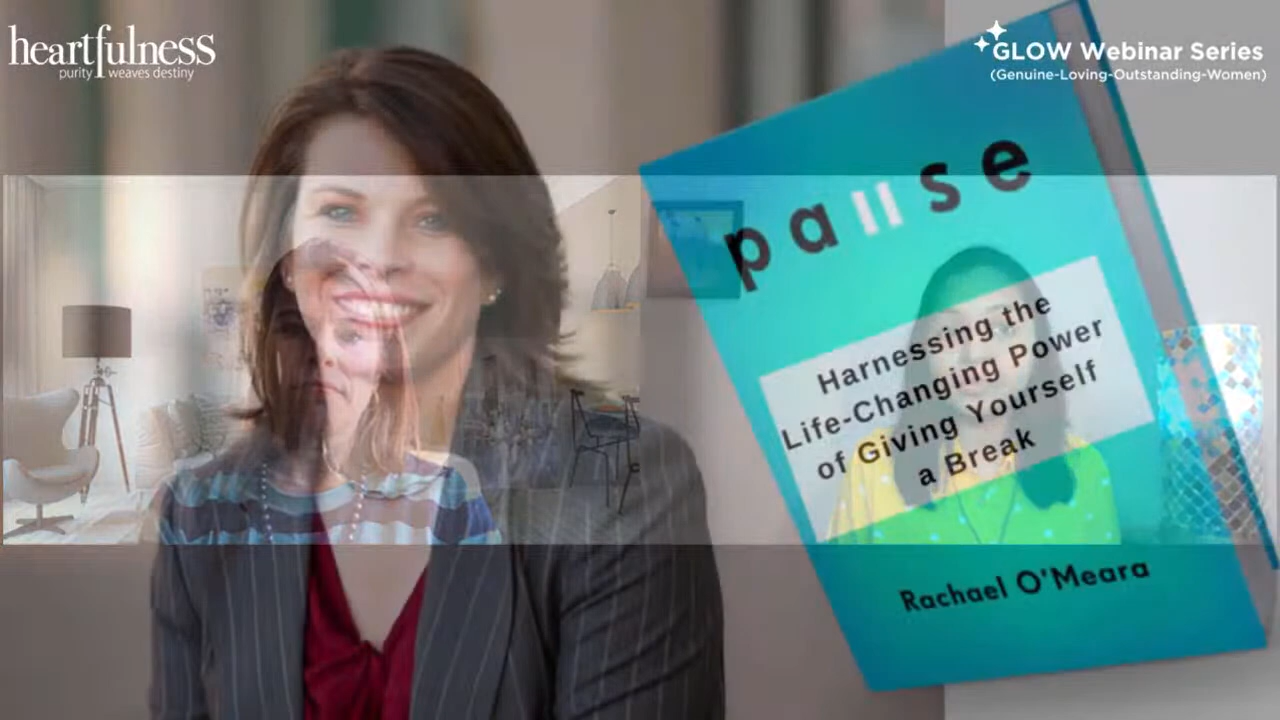 heartfulness
purity weaves destiny
GLOW Webinar Series
(Genuine-Loving-Outstanding-Women)
pause
Harnessing the
Life-Changing Power
of Giving Yourself
a Break
Rachael O'Meara